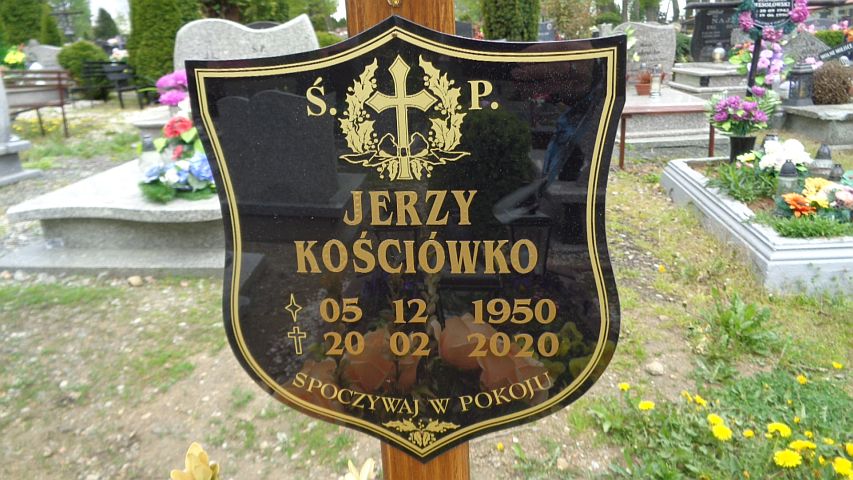 Ś. P.
JERZY
KOŚCIÓWKO
05 12 1950
20 02 2020
SPOCZYWAJ W POKOJU